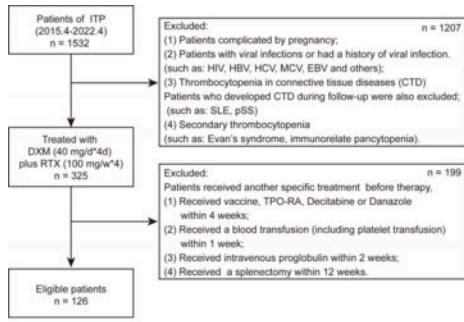 Patients of ITP
(2015.4-2022.4)
n = 1532
Excluded:
n = 1207
(1) Patients complicated by pregnancy;
(2) Patients with viral infections or had a history of viral infection.
(such as: HIV, HBV, HCV, MCV, EBV and others);
(3) Thrombocytopenia in connective tissue diseases (CTD)
Patients who developed CTD during follow-up were also excluded;
(such as: SLE, pSS)
(4) Secondary thrombocytopenia
(such as: Evan's syndrome, immunorelate pancytopenia).
Treated with
DXM (40 mg/d*4d)
plus RTX (100 mg/w*4)
n = 325
Excluded:
n = 199
Patients received another specific treatment before therapy,
(1) Received vaccine, TPO-RA, Decitabine or Danazole
within 4 weeks;
(2) Received a blood transfusion (including platelet transfusion)
within 1 week;
(3) Received intravenous proglobulin within 2 weeks;
(4) Received a splenectomy within 12 weeks.
Eligible patients
n = 126